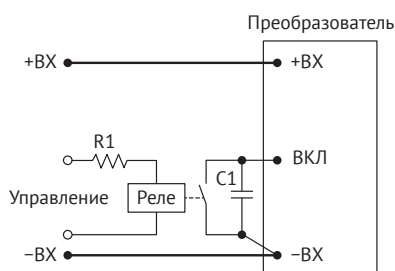 Преобразователь
+ВХ
+ВХ
R1
ВКЛ
C1
Управление
Реле
−ВХ
−ВХ